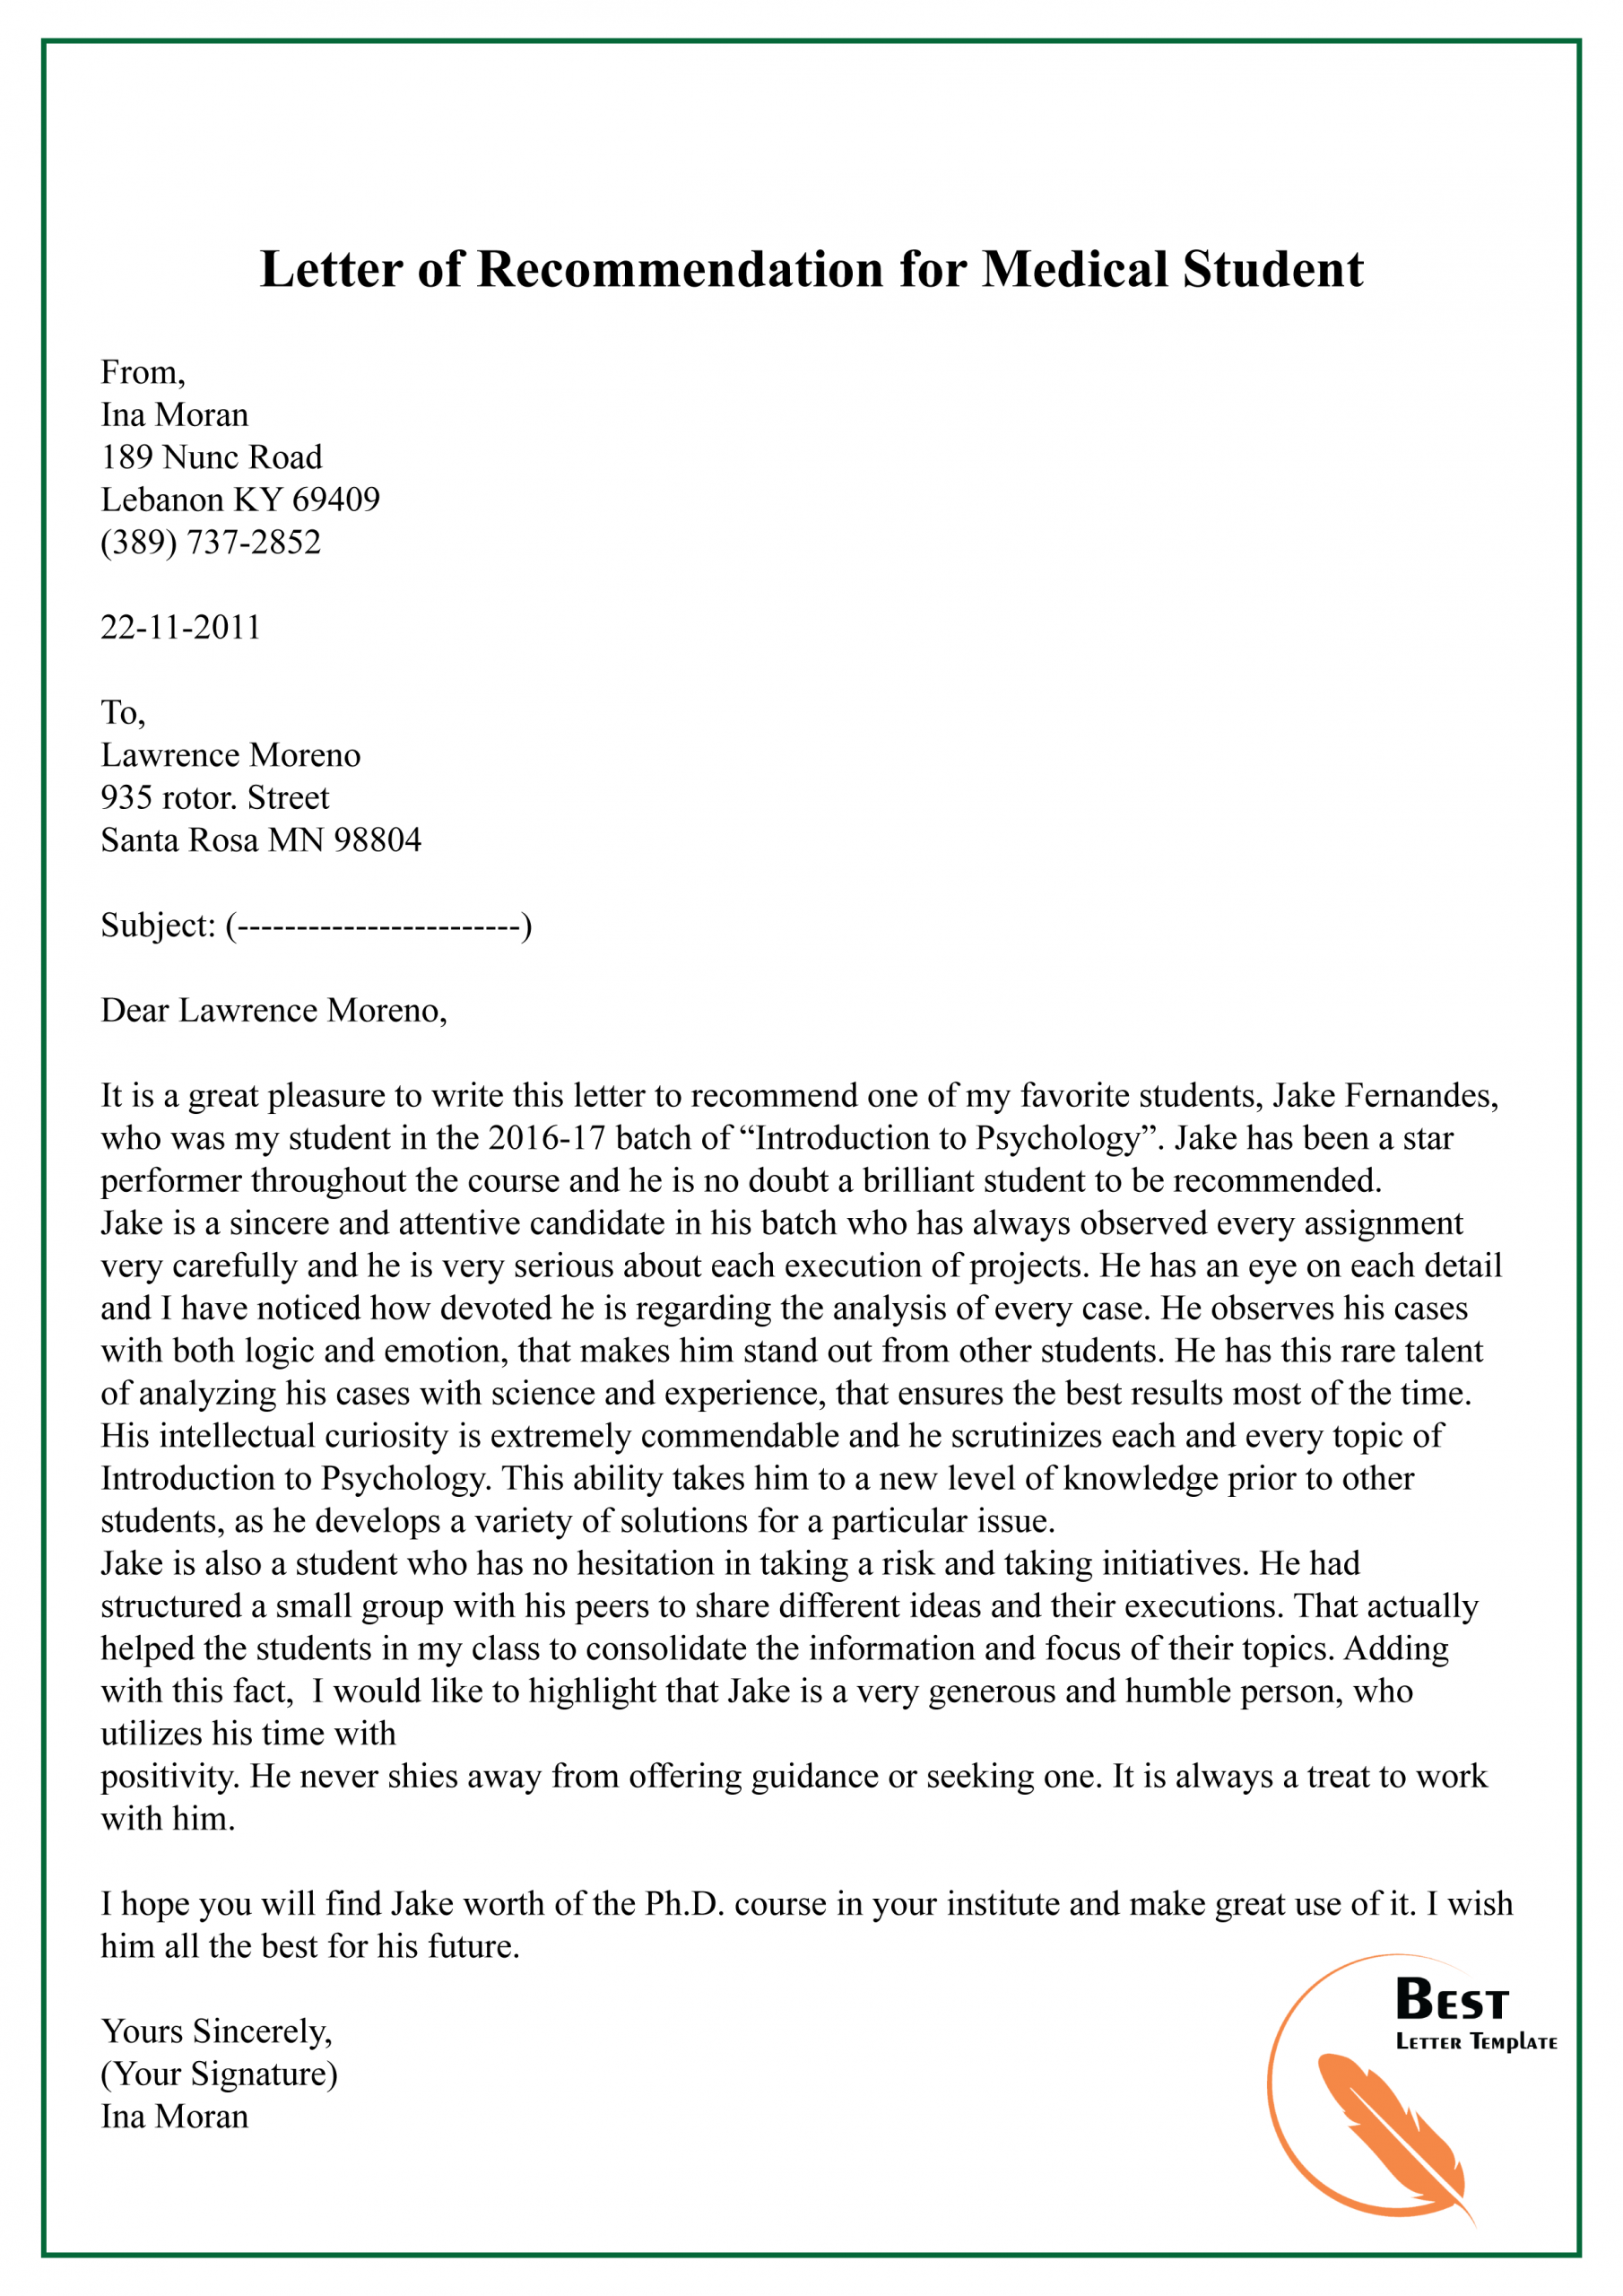 Letter of Recommendation for Medical Student
From,
Ina Moran
189 Nunc Road
Lebanon KY 69409
(389) 737-2852
22-11-2011
To,
Lawrence Moreno
935 rotor. Street
Santa Rosa MN 98804
Subject: (------------------------)
Dear Lawrence Moreno,
It is a great pleasure to write this letter to recommend one of my favorite students, Jake Fernandes,
who was my student in the 2016-17 batch of “Introduction to Psychology”. Jake has been a star
performer throughout the course and he is no doubt a brilliant student to be recommended.
Jake is a sincere and attentive candidate in his batch who has always observed every assignment
very carefully and he is very serious about each execution of projects. He has an eye on each detail
and I have noticed how devoted he is regarding the analysis of every case. He observes his cases
with both logic and emotion, that makes him stand out from other students. He has this rare talent
of analyzing his cases with science and experience, that ensures the best results most of the time.
His intellectual curiosity is extremely commendable and he scrutinizes each and every topic of
Introduction to Psychology. This ability takes him to a new level of knowledge prior to other
students, as he develops a variety of solutions for a particular issue.
Jake is also a student who has no hesitation in taking a risk and taking initiatives. He had
structured a small group with his peers to share different ideas and their executions. That actually
helped the students in my class to consolidate the information and focus of their topics. Adding
with this fact,  I would like to highlight that Jake is a very generous and humble person, who
utilizes his time with
positivity. He never shies away from offering guidance or seeking one. It is always a treat to work
with him.
I hope you will find Jake worth of the Ph.D. course in your institute and make great use of it. I wish
him all the best for his future.
Yours Sincerely,
(Your Signature)
Ina Moran
Best
Letter Template